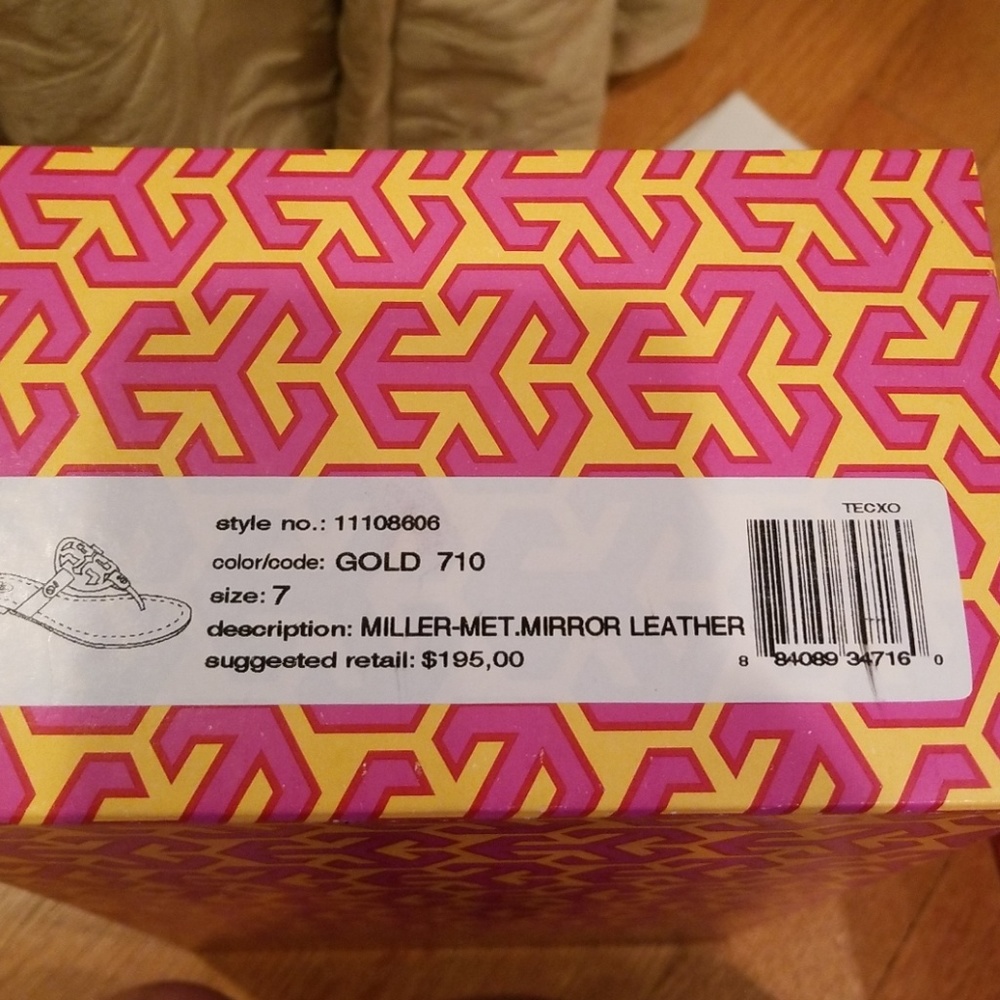 TECXO
style no.: 11108606
color/code: GOLD 710
size: 7
description: MILLER-MET.MIRROR LEATHER
suggested retail: $195,00
8 84089 34716 0